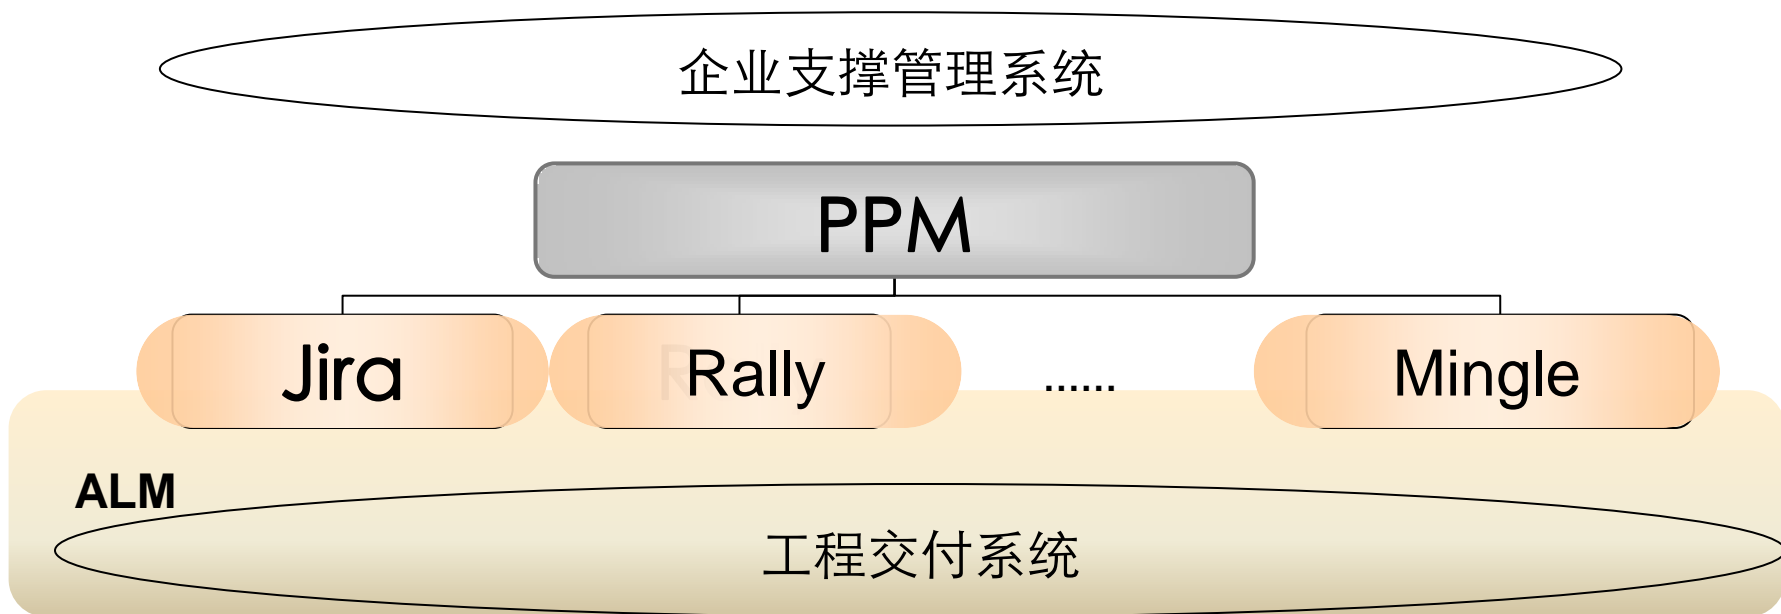 企业支撑管理系统
PPM
Jira
Rally
......
Mingle
ALM
工程交付系统